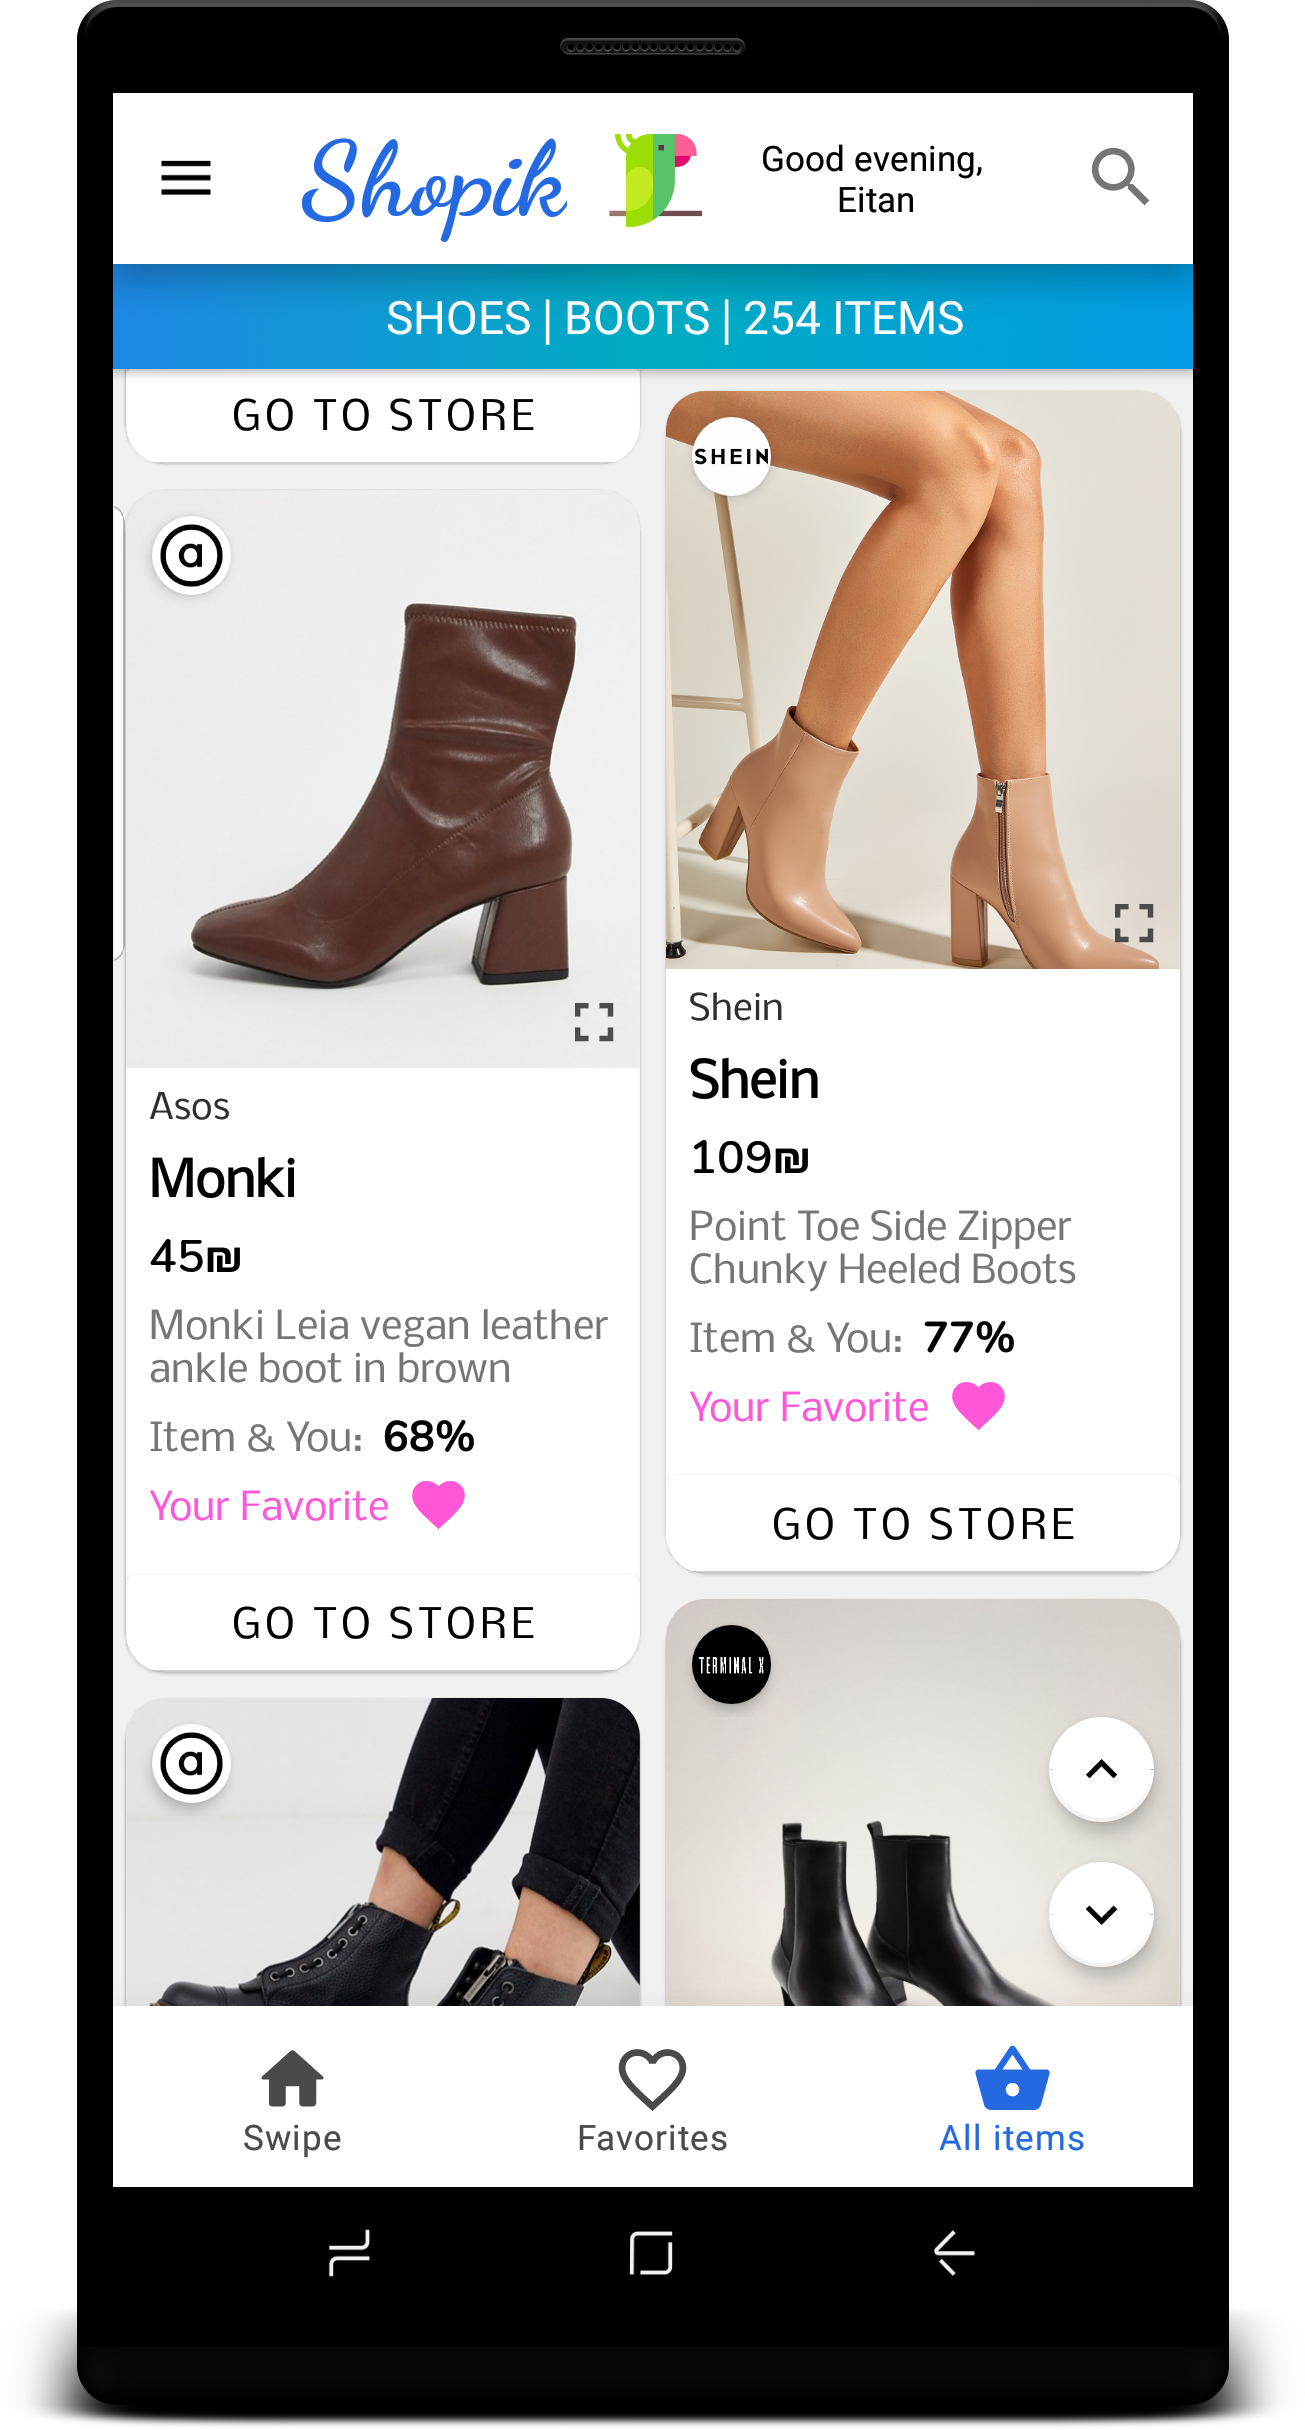 Shopik
Good evening,
Eitan
SHOES | BOOTS | 254 ITEMS
GO TO STORE
a
Asos
Monki
45₪
Monki Leia vegan leather
ankle boot in brown
Item & You: 68%
Your Favorite
GO TO STORE
a
SHEIN
Shein
Shein
109₪
Point Toe Side Zipper
Chunky Heeled Boots
Item & You: 77%
Your Favorite
GO TO STORE
TERMINAL X
Swipe
Favorites
All items